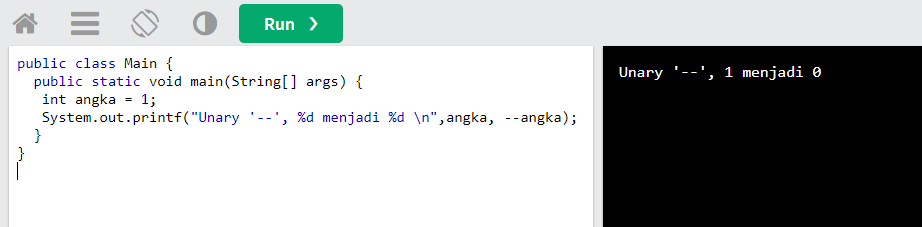 Run ❯
public class Main {
  public static void main(String[] args) {
   int angka = 1;
   System.out.printf("Unary '--', %d menjadi %d \n",angka, --angka);
  }
}
Unary '--', 1 menjadi 0